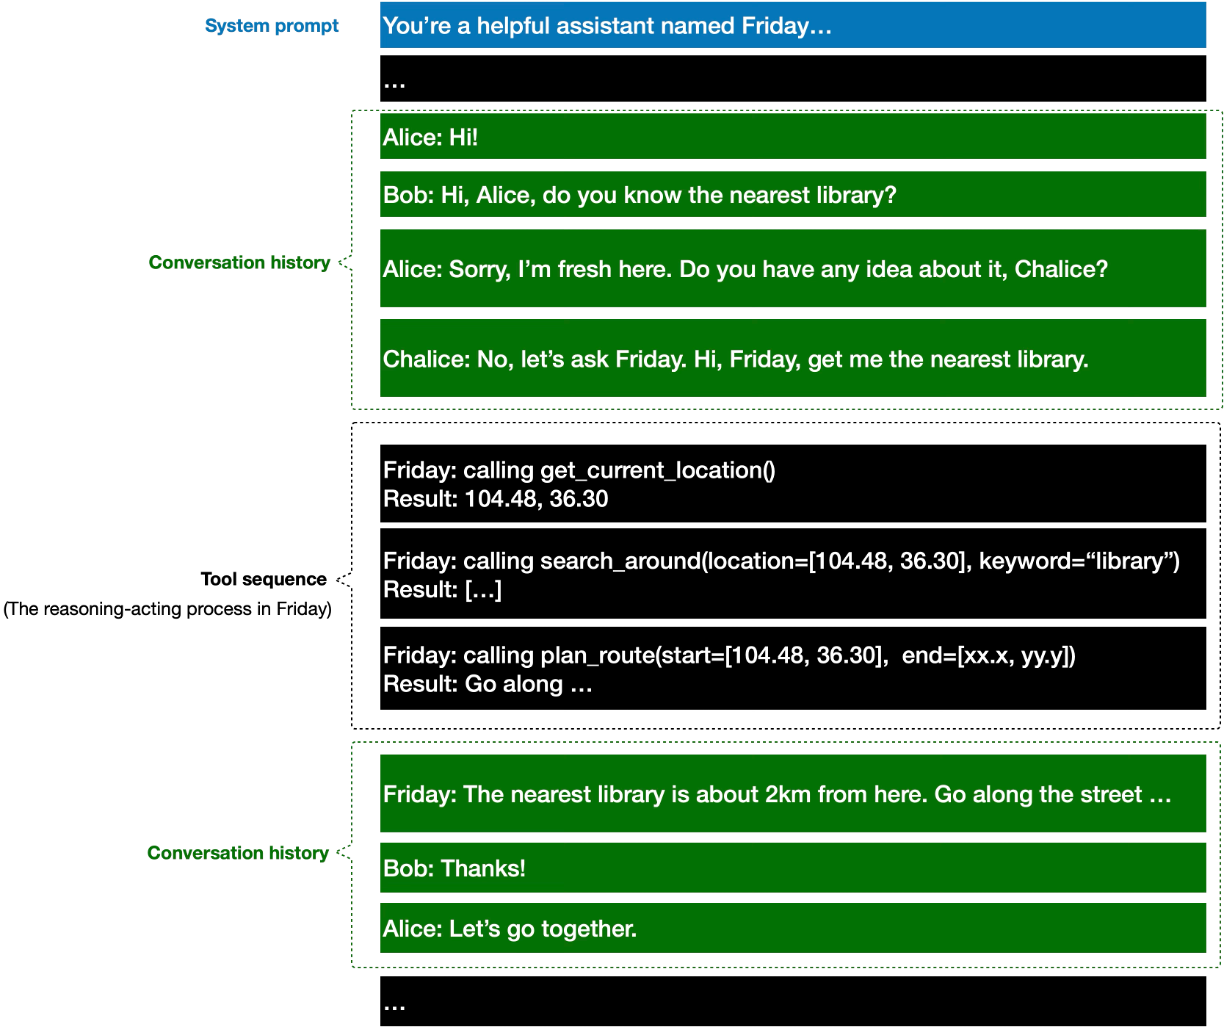 System prompt
You’re a helpful assistant named Friday…
…
Alice: Hi!
Bob: Hi, Alice, do you know the nearest library?
Conversation history
Alice: Sorry, I’m fresh here. Do you have any idea about it, Chalice?
Chalice: No, let’s ask Friday. Hi, Friday, get me the nearest library.
Friday: calling get_current_location()
Result: 104.48, 36.30
Tool sequence
(The reasoning-acting process in Friday)
Friday: calling search_around(location=[104.48, 36.30], keyword=“library”)
Result: […]
Friday: calling plan_route(start=[104.48, 36.30],  end=[xx.x, yy.y])
Result: Go along …
Friday: The nearest library is about 2km from here. Go along the street …
Conversation history
Bob: Thanks!
Alice: Let’s go together.
…